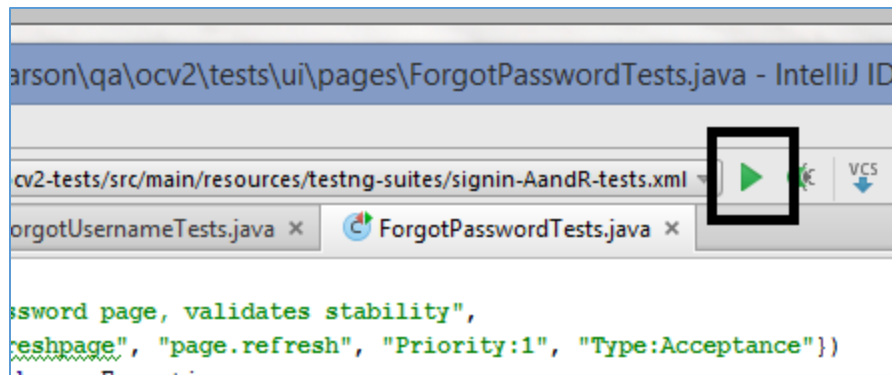 arson\qa\ocv2\tests\ui\pages\ForgotPasswordTests.java - IntelliJ ID
cv2-tests/src/main/resources/testng-suites/signin-AandR-tests.xml
VCS
orgotUsernameTests.java × C ForgotPasswordTests.java ×
ssword page, validates stability",
reshpage", "page.refresh", "Priority:1", "Type:Acceptance"})